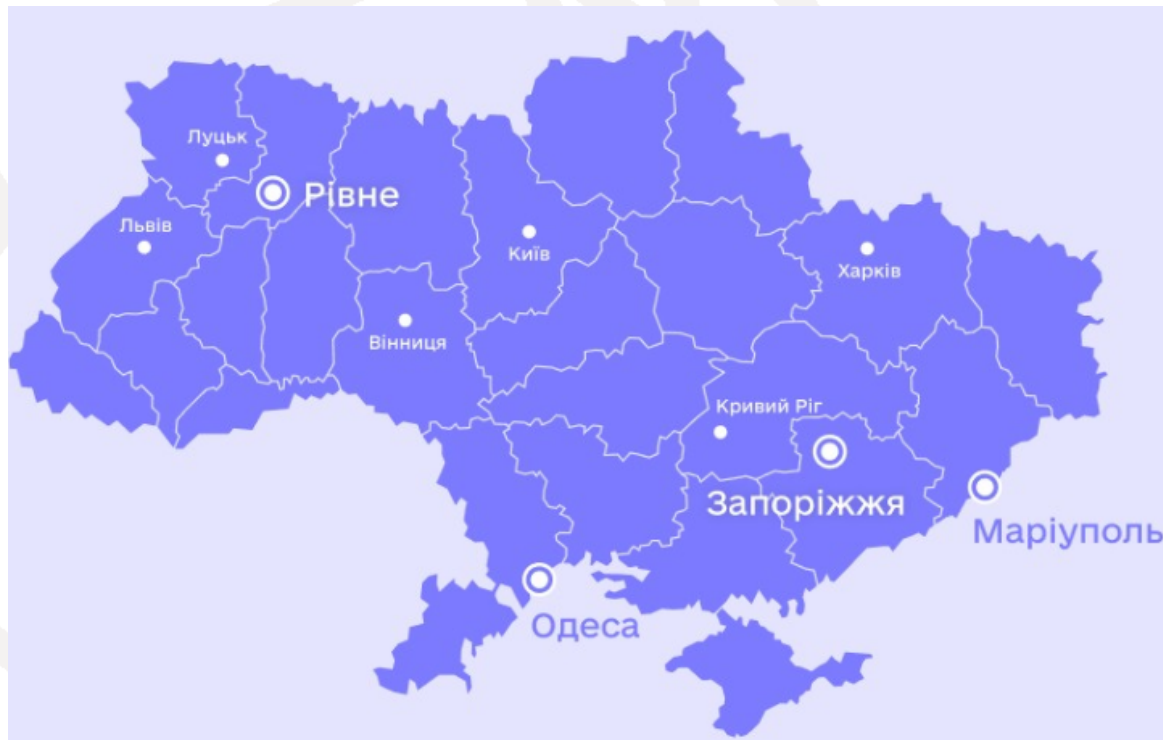 Луцьк
Рівне
Львів
Київ
Харків
Вінниця
Кривий Ріг
Запоріжжя
Маріуполь
Одеса